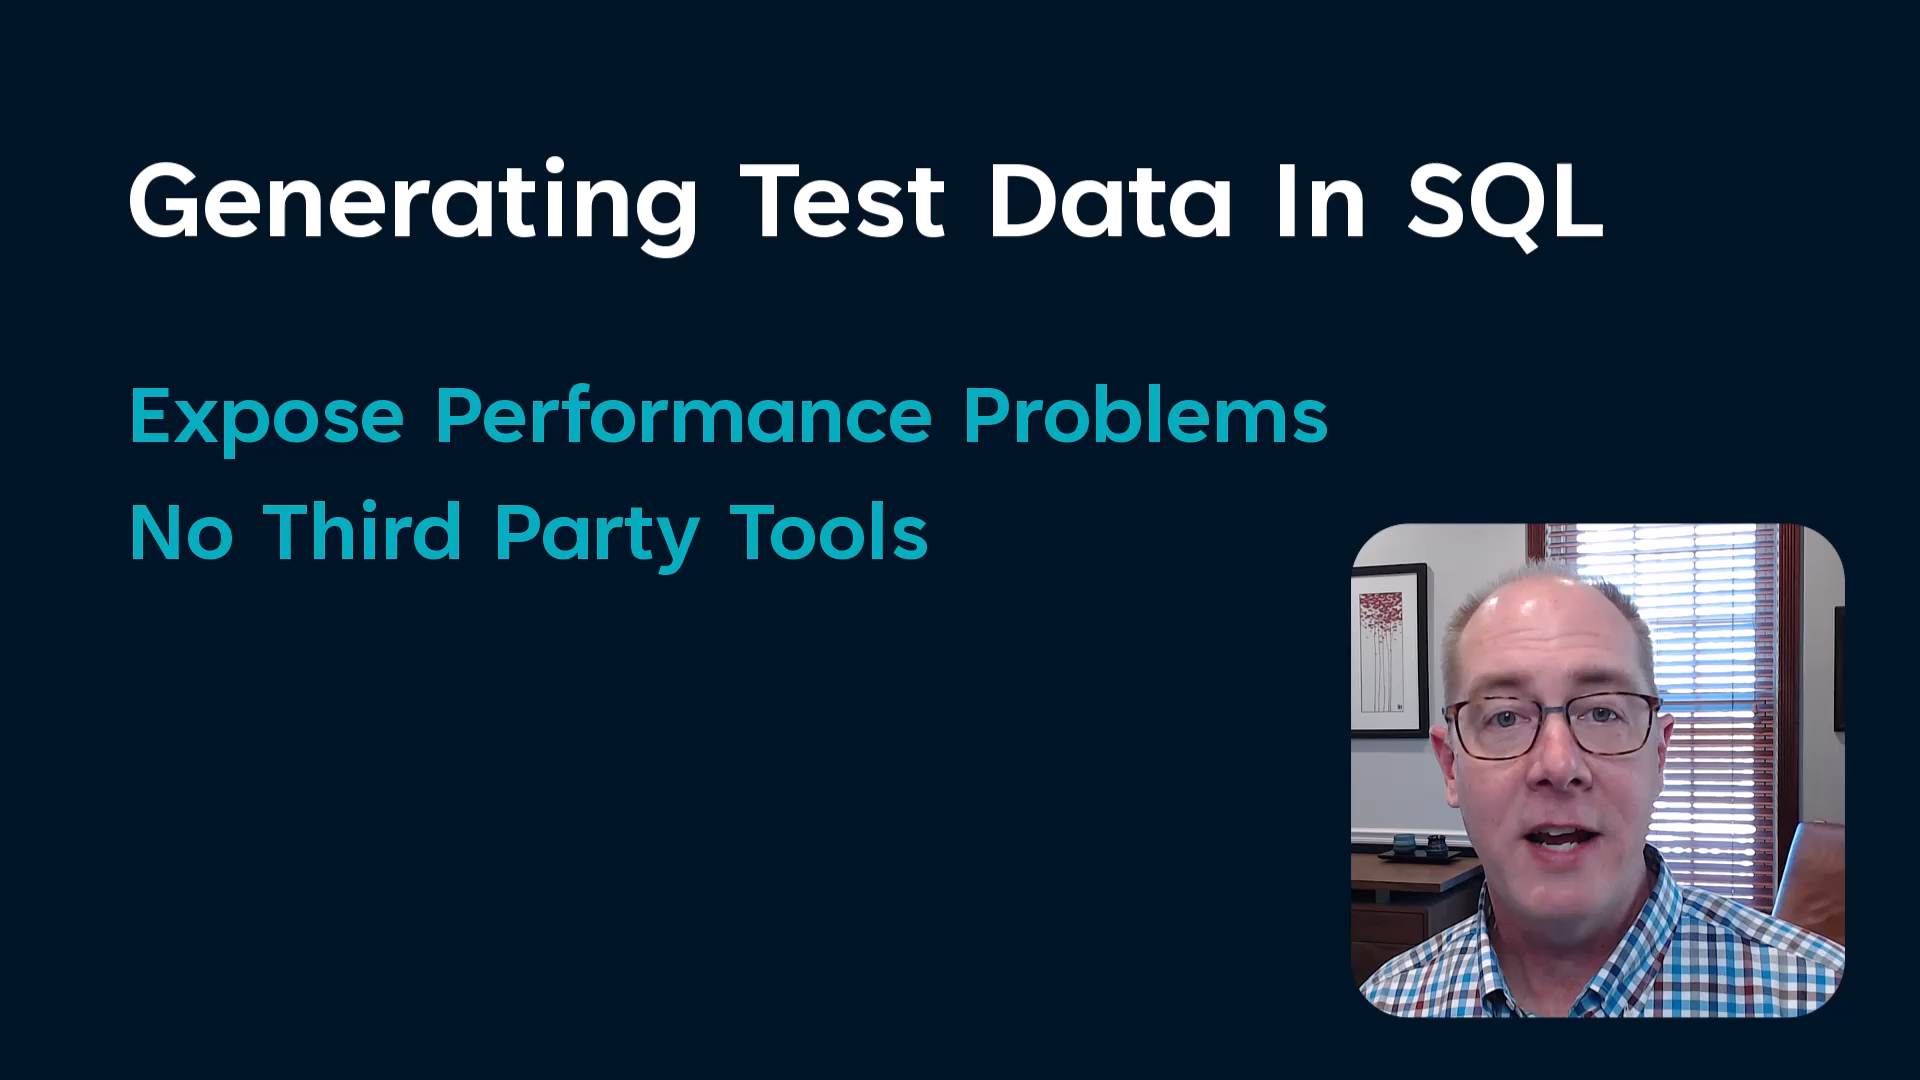 Generating Test Data In SQL
Expose Performance Problems
No Third Party Tools